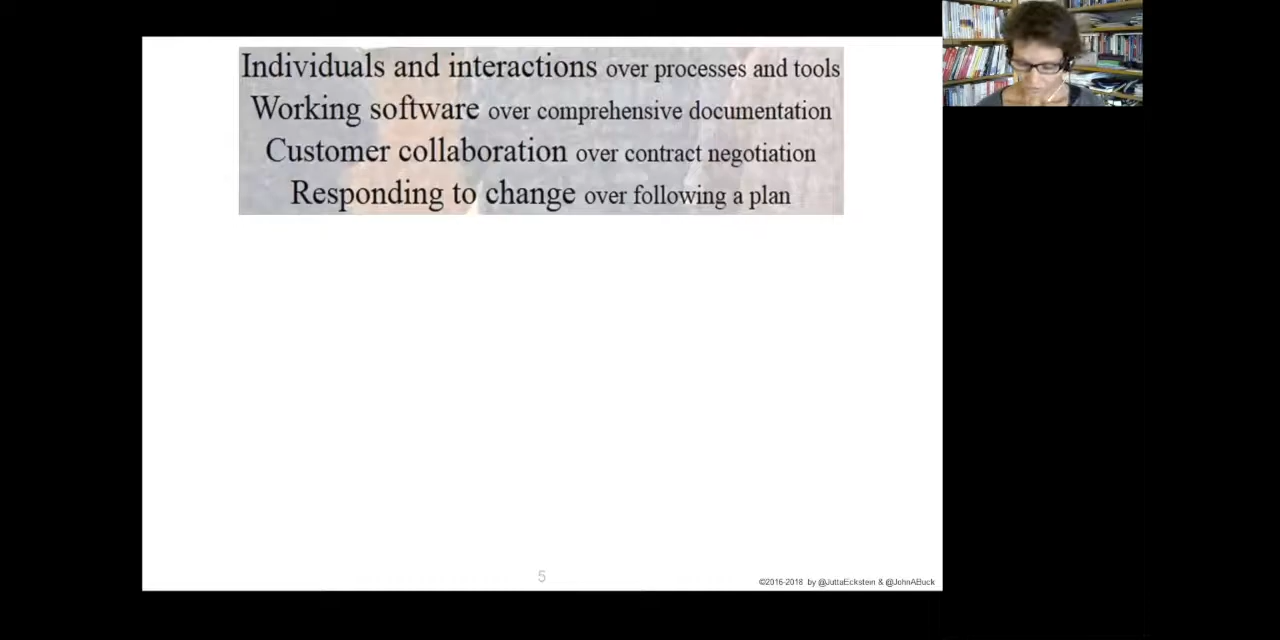 Individuals and interactions over processes and tools
Working software over comprehensive documentation
Customer collaboration over contract negotiation
Responding to change over following a plan
5
©2016-2018 by @JuttaEckstein & @JohnABuck